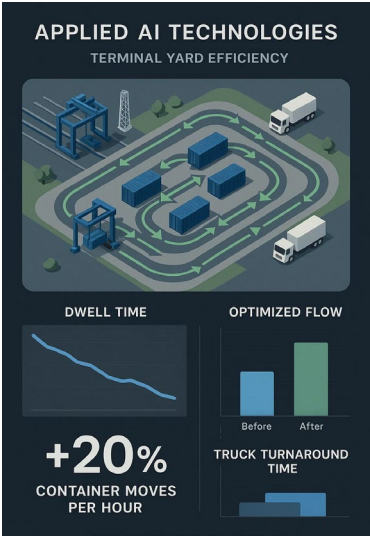 APPLIED AI TECHNOLOGIES
TERMINAL YARD EFFICIENCY
DWELL TIME
+20%
CONTAINER MOVES
PER HOUR
OPTIMIZED FLOW
Before
After
TRUCK TURNAROUND
TIME